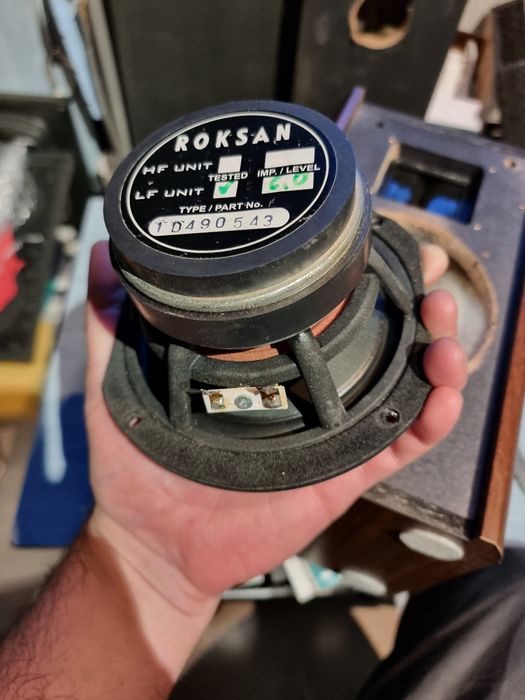 ROKSAN
HF UNIT
TESTED IMP. / LEVEL
LF UNIT ✓ 6.0
TYPE / PART No.
1D490543